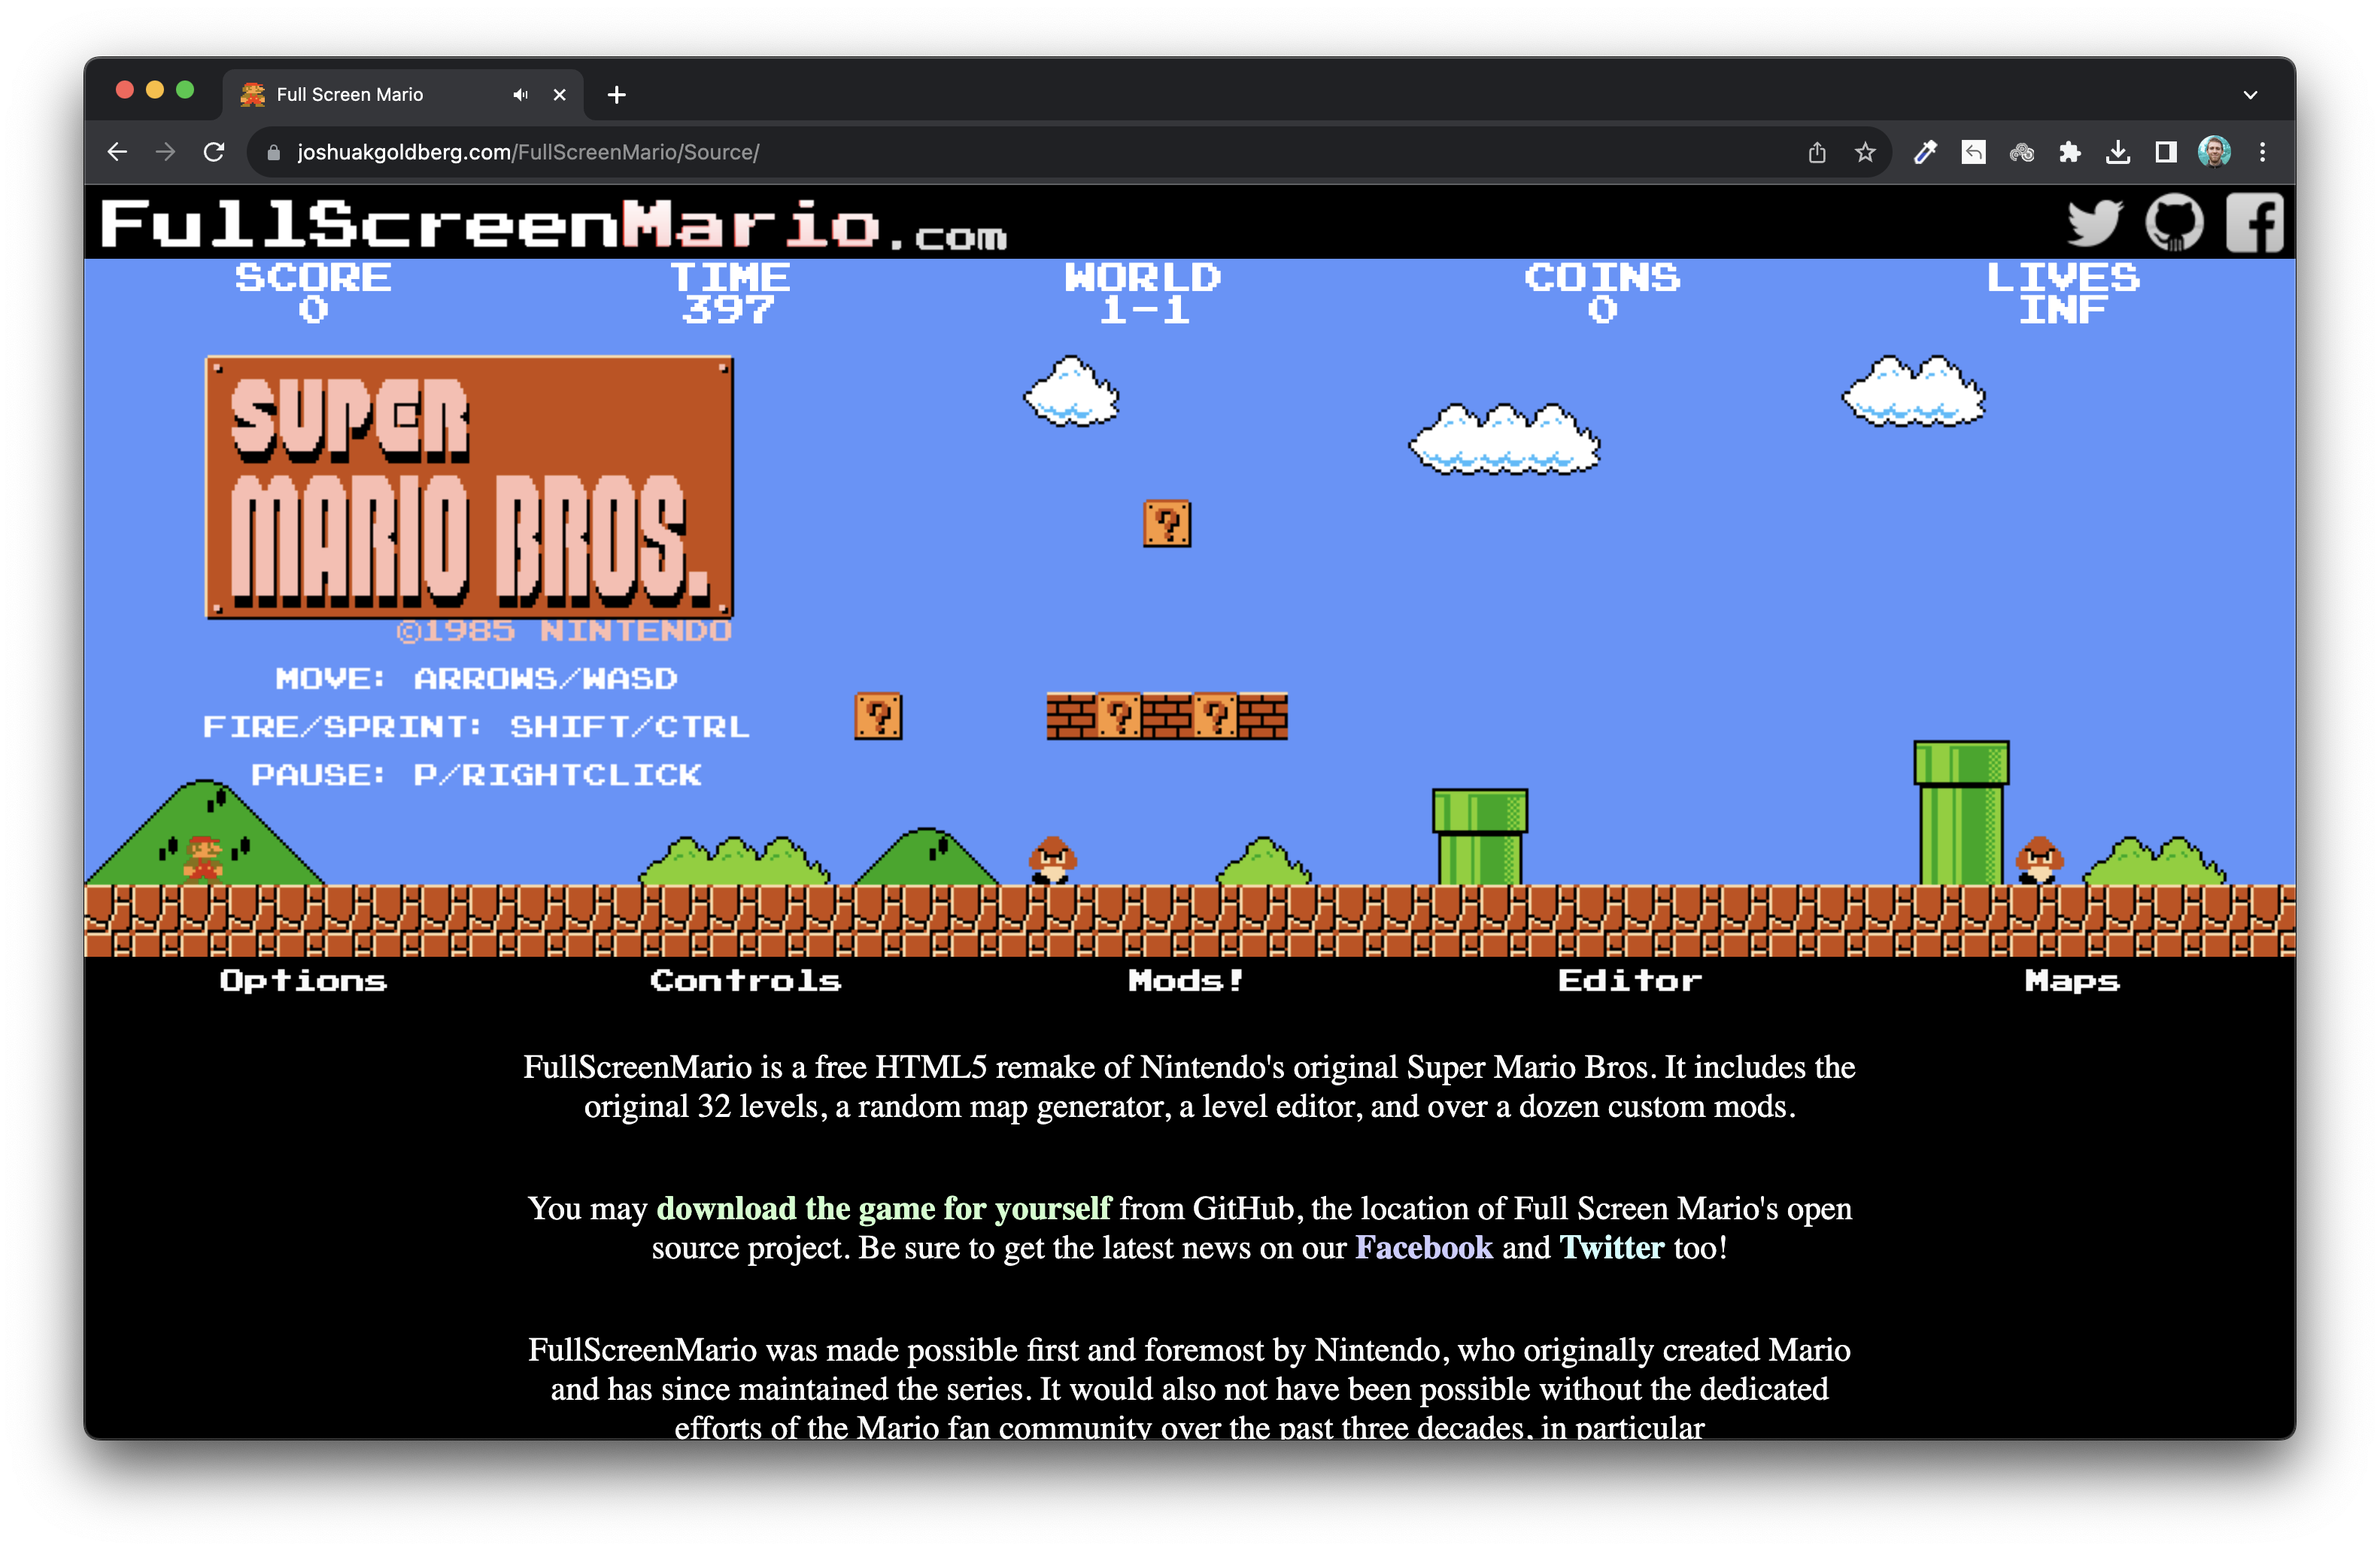 Full Screen Mario
joshuakgoldberg.com/FullScreenMario/Source/
FullScreenMario.com
SCORE TIME WORLD COINS LIVES
0 397 1-1 0 INF
SUPER
MARIO BROS.
©1985 NINTENDO
MOVE: ARROWS/WASD
FIRE/SPRINT: SHIFT/CTRL
PAUSE: P/RIGHTCLICK
?
? ? ?
Options Controls Mods! Editor Maps
FullScreenMario is a free HTML5 remake of Nintendo's original Super Mario Bros. It includes the
original 32 levels, a random map generator, a level editor, and over a dozen custom mods.
You may download the game for yourself from GitHub, the location of Full Screen Mario's open
source project. Be sure to get the latest news on our Facebook and Twitter too!
FullScreenMario was made possible first and foremost by Nintendo, who originally created Mario
and has since maintained the series. It would also not have been possible without the dedicated
efforts of the Mario fan community over the past three decades, in particular